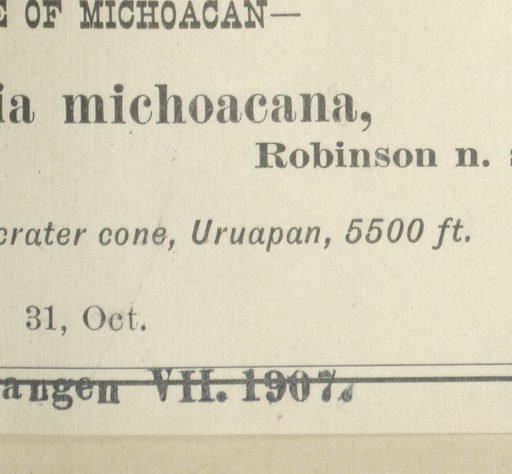 E OF MICHOACAN—
ia michoacana,
Robinson n. s
crater cone, Uruapan, 5500 ft.
31, Oct.
angen VII. 1907.